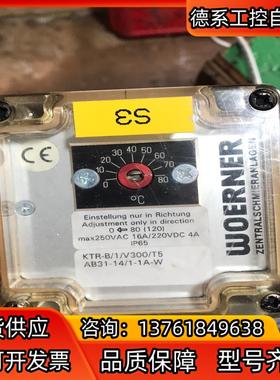 德系工控自
S3
CE
0 10 20 30 40 50 60 70 80
°C
Einstellung nur in Richtung
Adjustment only in direction
0 ⇐ 80 (120)
max250VAC 16A/220VDC 4A
IP65
KTR-B/1/V300/T5
AB31-14/1-1A-W
WOERNER
ZENTRALSCHMIERANLAGEN
货供应
咨询：13761849638
可开发票
品质保障
型号齐